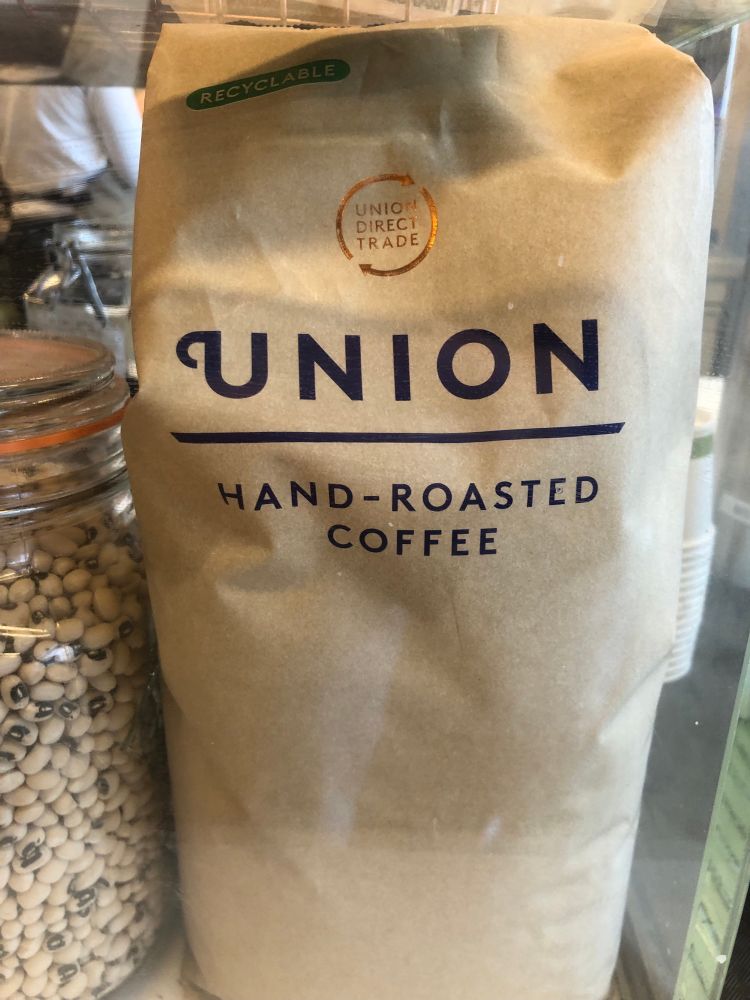 RECYCLABLE
UNION
DIRECT
TRADE
UNION
HAND-ROASTED
COFFEE